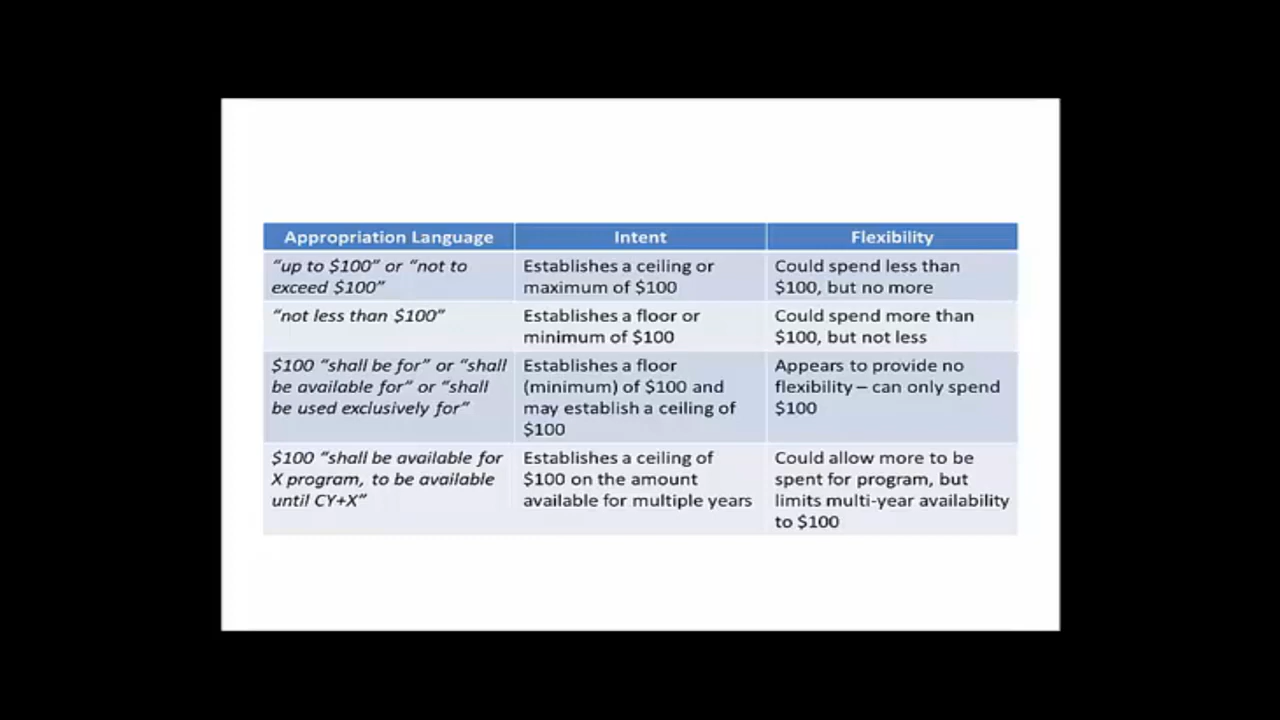 Appropriation Language
Intent
Flexibility
“up to $100” or “not to
exceed $100”
Establishes a ceiling or
maximum of $100
Could spend less than
$100, but no more
“not less than $100”
Establishes a floor or
minimum of $100
Could spend more than
$100, but not less
$100 “shall be for” or “shall
be available for” or “shall
be used exclusively for”
Establishes a floor
(minimum) of $100 and
may establish a ceiling of
$100
Appears to provide no
flexibility – can only spend
$100
$100 “shall be available for
X program, to be available
until CY+X”
Establishes a ceiling of
$100 on the amount
available for multiple years
Could allow more to be
spent for program, but
limits multi-year availability
to $100